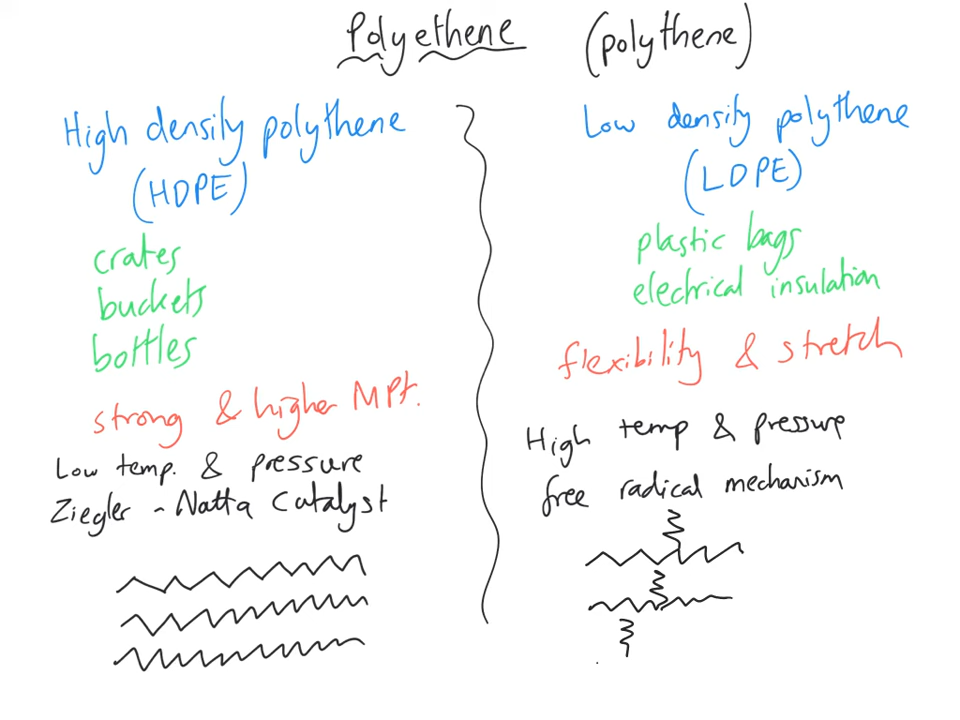 Polyethene (polythene)
High density polythene
(HDPE)
crates
buckets
bottles
strong & higher MPt.
Low temp. & pressure
Ziegler - Natta Catalyst
Low density polythene
(LDPE)
plastic bags
electrical insulation
flexibility & stretch
High temp & pressure
free radical mechanism